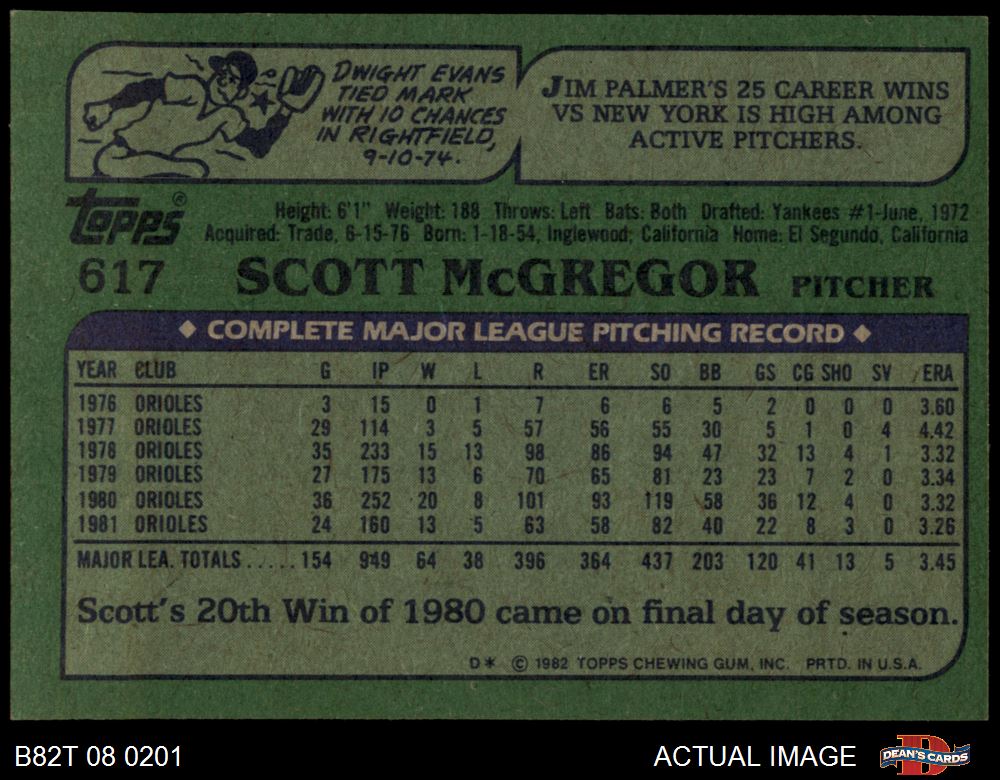 DWIGHT EVANS
TIED MARK
WITH 10 CHANCES
IN RIGHTFIELD,
9-10-74.
JIM PALMER'S 25 CAREER WINS
VS NEW YORK IS HIGH AMONG
ACTIVE PITCHERS.
Topps®
Height: 6'1" Weight: 188 Throws: Left Bats: Both Drafted: Yankees #1-June, 1972
Acquired: Trade, 6-15-76 Born: 1-18-54, Inglewood, California Home: El Segundo, California
617 SCOTT McGREGOR PITCHER
◆ COMPLETE MAJOR LEAGUE PITCHING RECORD ◆
YEAR CLUB G IP W L R ER SO BB GS CG SHO SV ERA
1976 ORIOLES 3 15 0 1 7 6 6 5 2 0 0 0 3.60
1977 ORIOLES 29 114 3 5 57 56 55 30 5 1 0 4 4.42
1978 ORIOLES 35 233 15 13 98 86 94 47 32 13 4 1 3.32
1979 ORIOLES 27 175 13 6 70 65 81 23 23 7 2 0 3.34
1980 ORIOLES 36 252 20 8 101 93 119 58 36 12 4 0 3.32
1981 ORIOLES 24 160 13 5 63 58 82 40 22 8 3 0 3.26
MAJOR LEA. TOTALS ..... 154 949 64 38 396 364 437 203 120 41 13 5 3.45
Scott's 20th Win of 1980 came on final day of season.
D* © 1982 TOPPS CHEWING GUM, INC. PRTD. IN U.S.A.
B82T 08 0201 ACTUAL IMAGE D DEAN'S CARDS